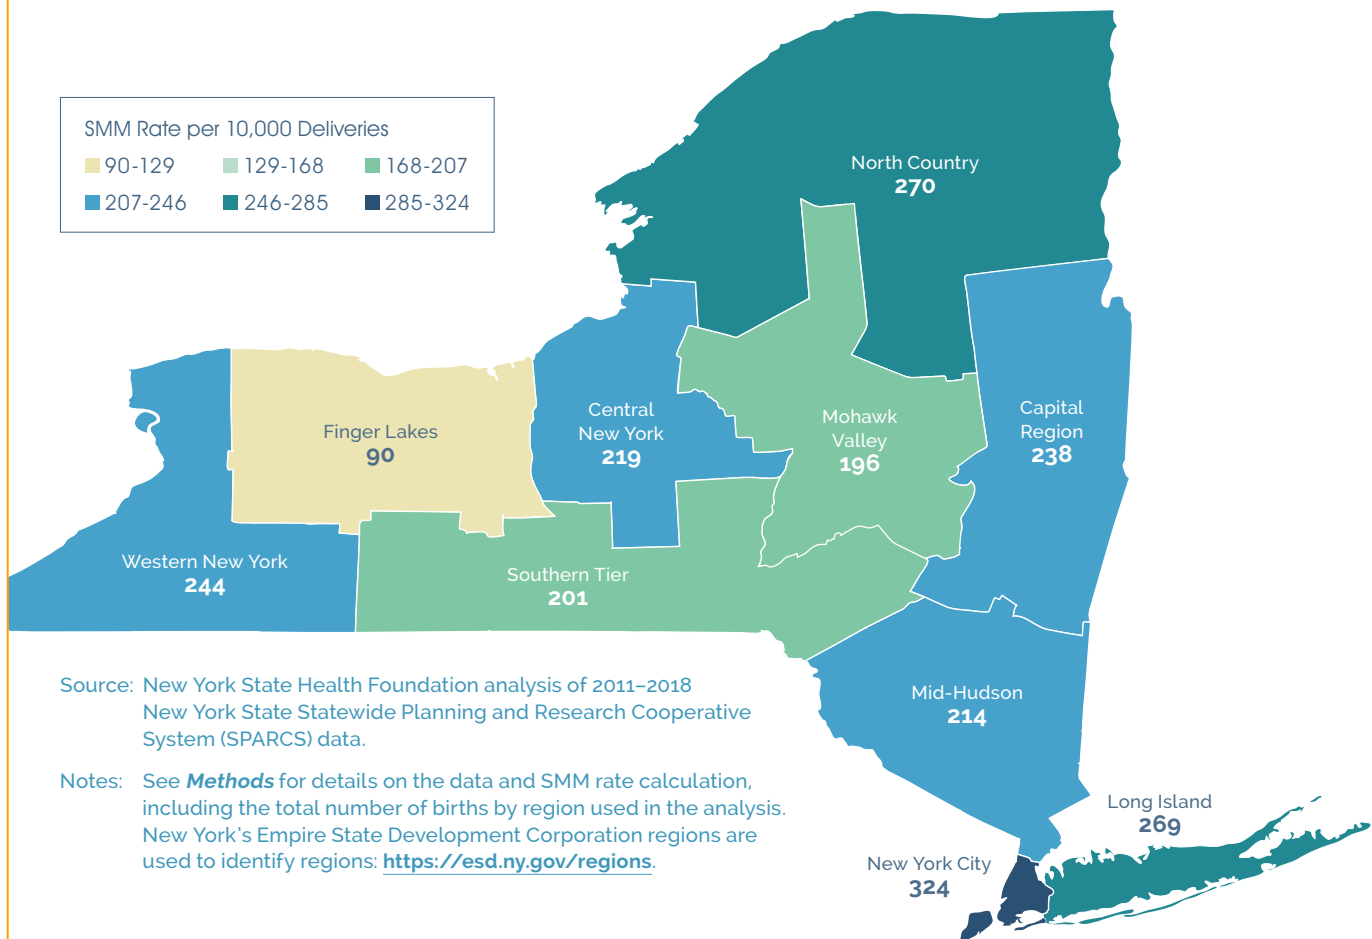 SMM Rate per 10,000 Deliveries
90-129 129-168 168-207
207-246 246-285 285-324
North Country
270
Finger Lakes
90
Central
New York
219
Mohawk
Valley
196
Capital
Region
238
Western New York
244
Southern Tier
201
Mid-Hudson
214
Long Island
269
New York City
324
Source: New York State Health Foundation analysis of 2011–2018
New York State Statewide Planning and Research Cooperative
System (SPARCS) data.
Notes: See Methods for details on the data and SMM rate calculation,
including the total number of births by region used in the analysis.
New York's Empire State Development Corporation regions are
used to identify regions: https://esd.ny.gov/regions.